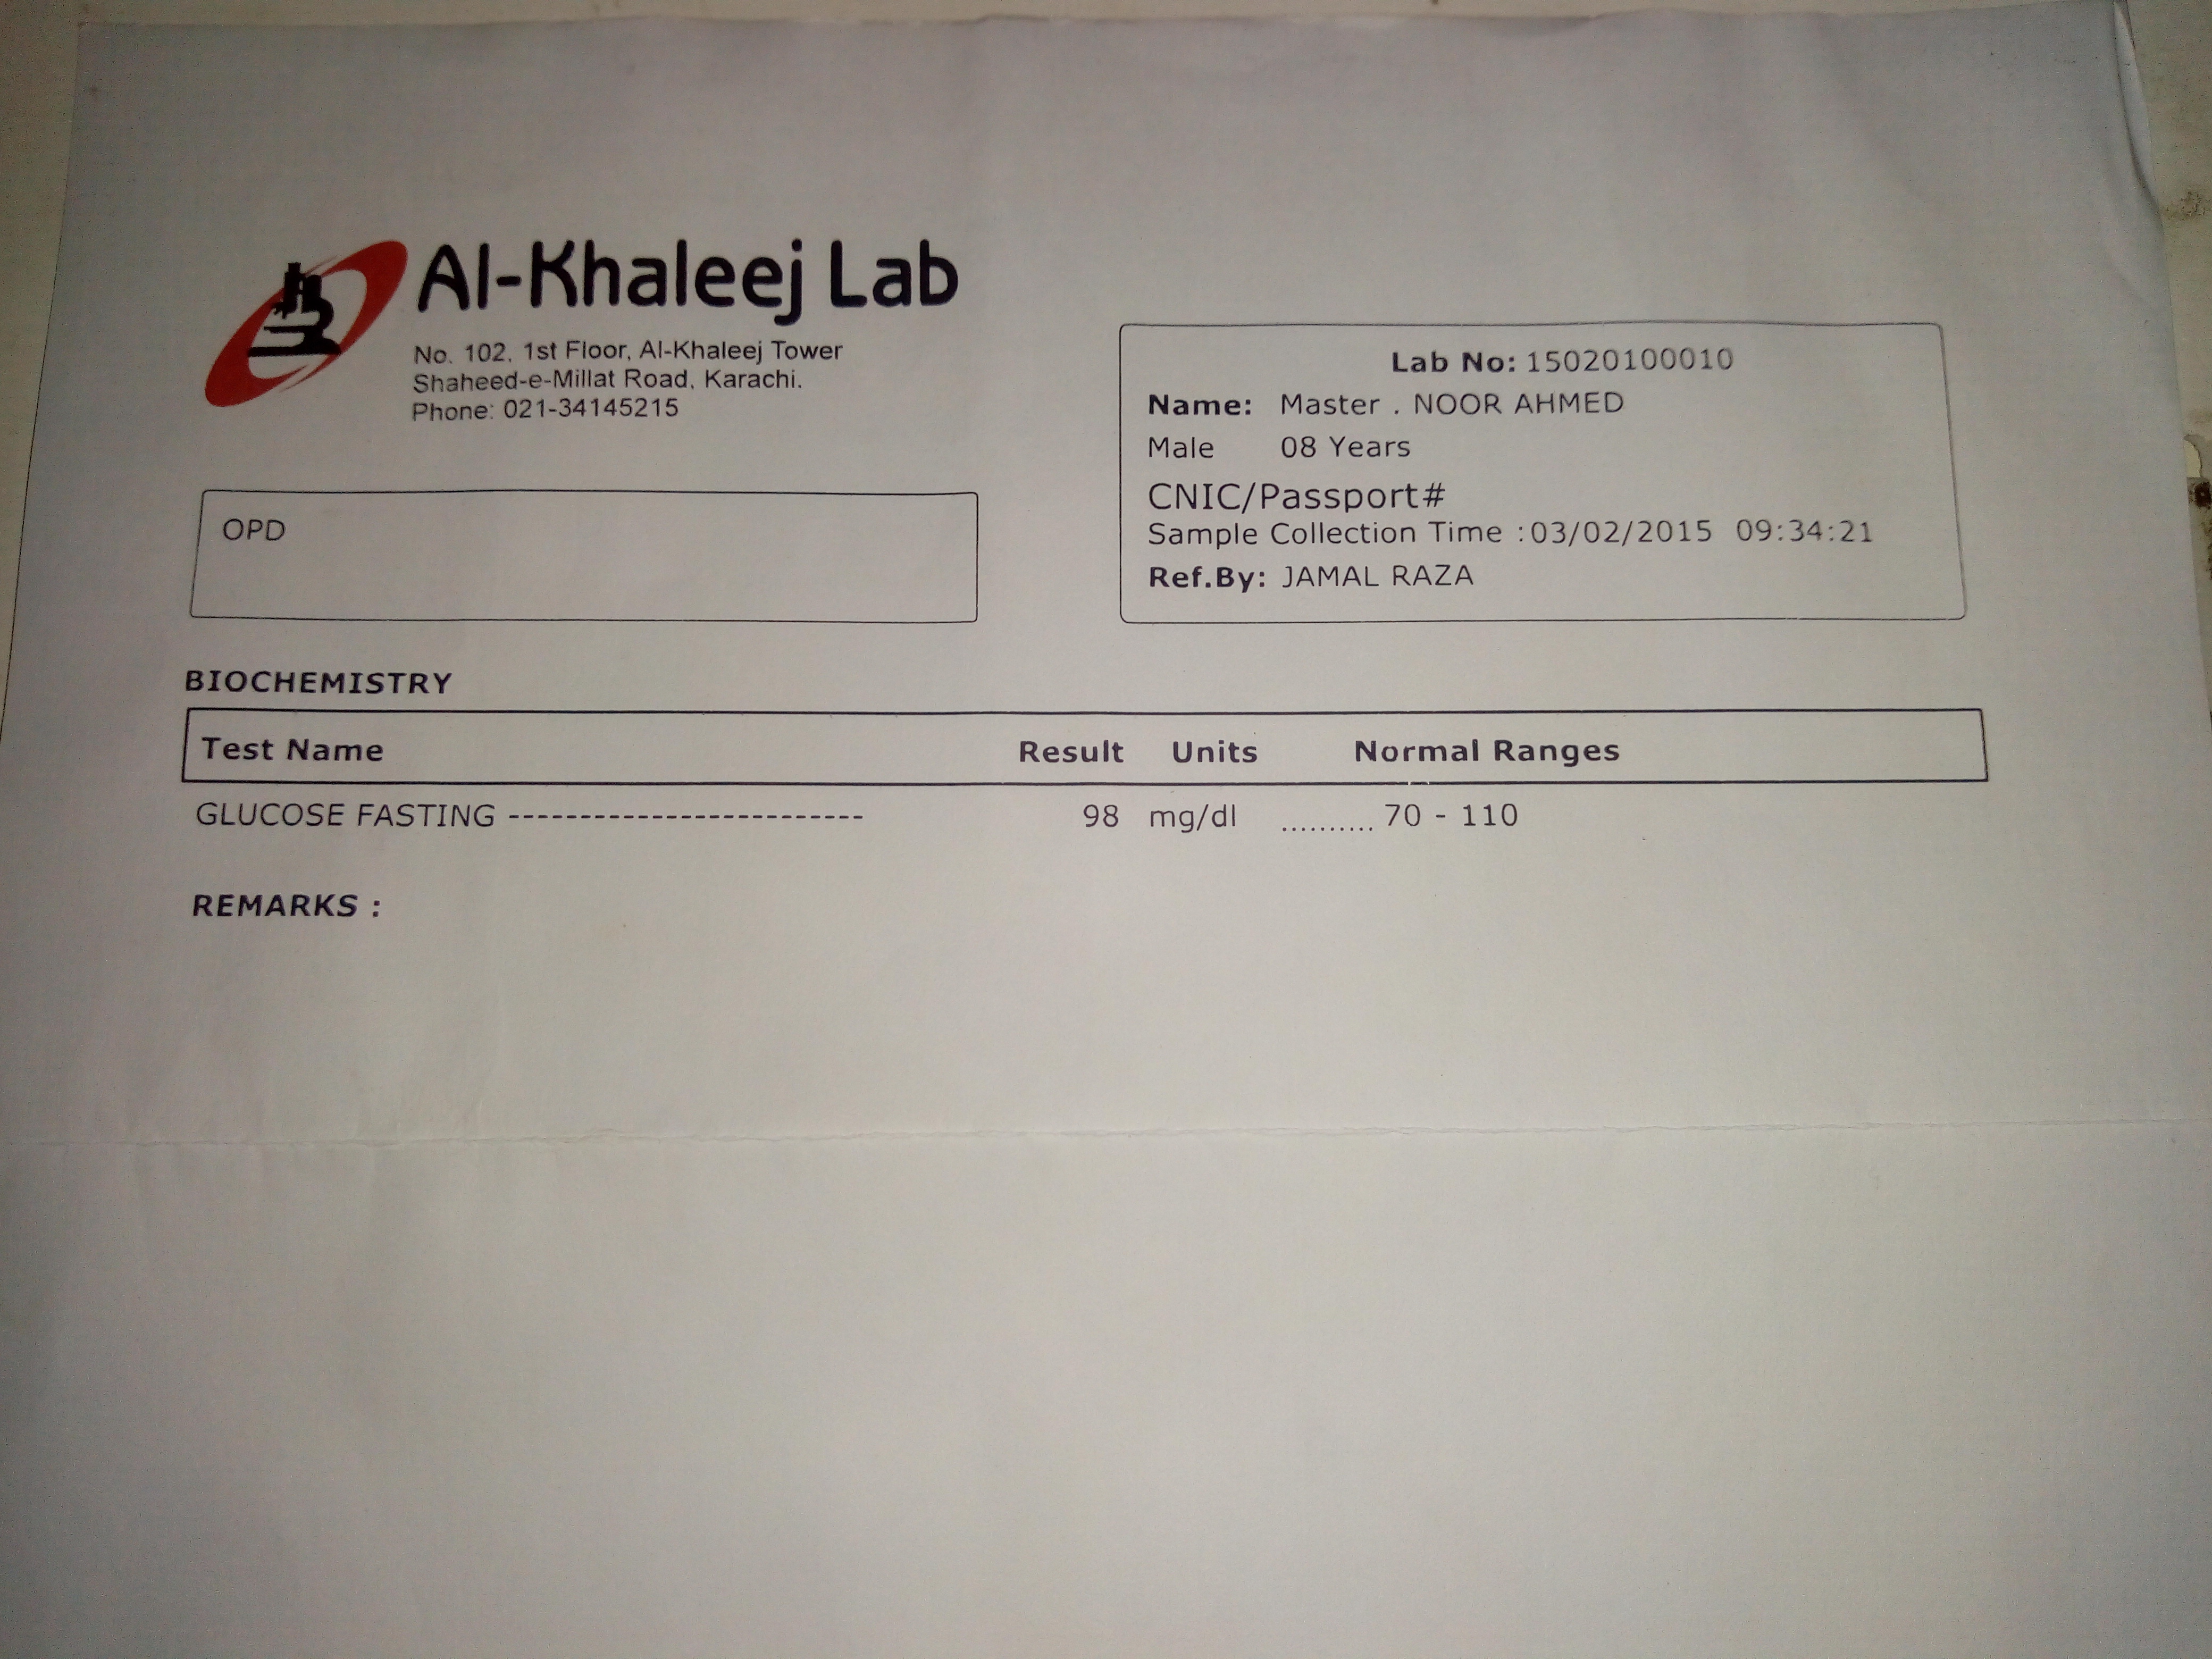 Al-Khaleej Lab
No. 102, 1st Floor, Al-Khaleej Tower
Shaheed-e-Millat Road, Karachi.
Phone: 021-34145215
OPD
Lab No: 15020100010
Name: Master . NOOR AHMED
Male 08 Years
CNIC/Passport#
Sample Collection Time :03/02/2015 09:34:21
Ref.By: JAMAL RAZA
BIOCHEMISTRY
Test Name Result Units Normal Ranges
GLUCOSE FASTING ------------------------- 98 mg/dl .......... 70 - 110
REMARKS :